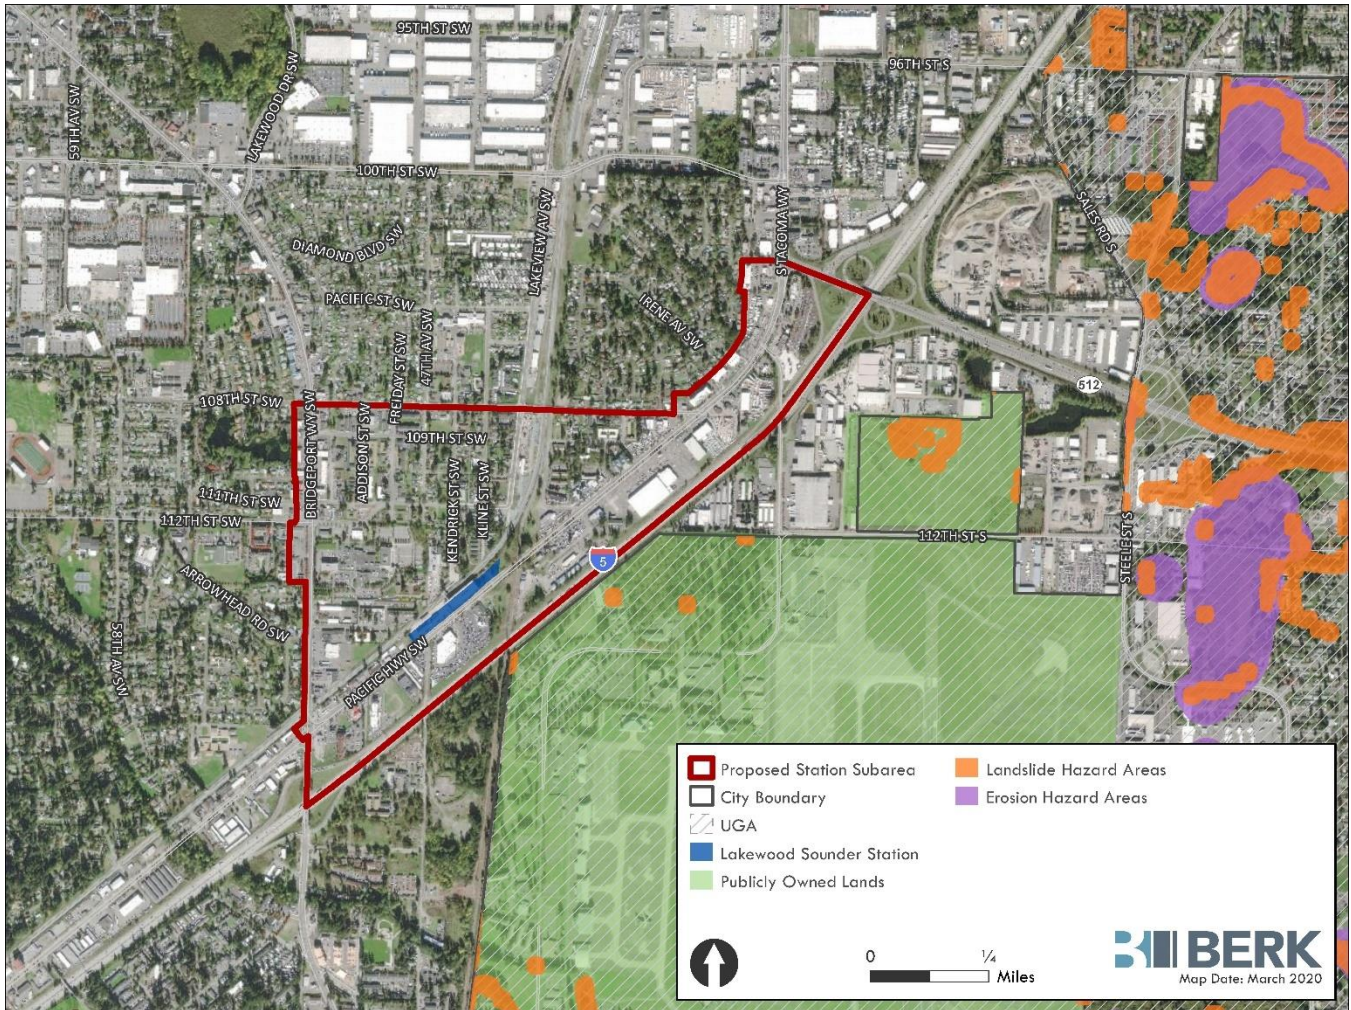 95TH ST SW
96TH ST S
59TH AV SW
LAKEWOOD DR SW
100TH ST SW
LAKEVIEW AV SW
S TACOMA WY
SALES RD S
DIAMOND BLVD SW
PACIFIC ST SW
IRENE AV SW
FREIDAY ST SW
47TH AV SW
512
108TH ST SW
BRIDGEPORT WY SW
ADDISON ST SW
109TH ST SW
KENDRICK ST SW
KLINE ST SW
111TH ST SW
112TH ST SW
112TH ST S
STEELE ST S
5
ARROWHEAD RD SW
58TH AV SW
PACIFIC HWY SW
Proposed Station Subarea
City Boundary
UGA
Lakewood Sounder Station
Publicly Owned Lands
Landslide Hazard Areas
Erosion Hazard Areas
0 ¼
Miles
BERK
Map Date: March 2020